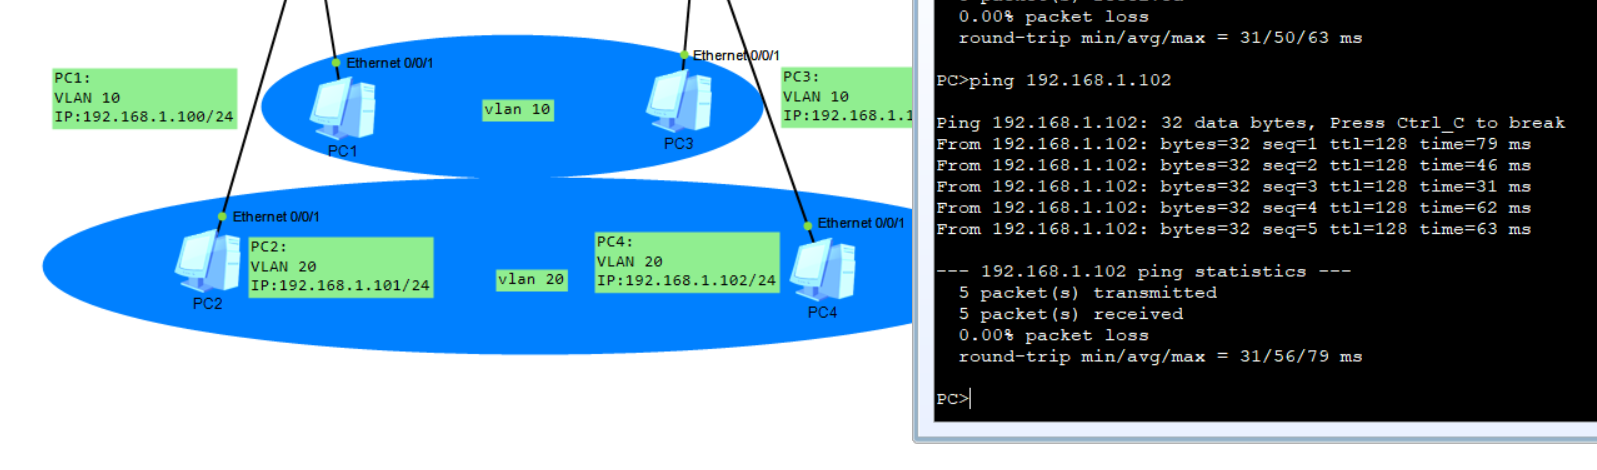 Ethernet 0/0/1
PC1:
VLAN 10
IP:192.168.1.100/24
PC1
vlan 10
Ethernet 0/0/1
PC3
PC3:
VLAN 10
IP:192.168.1.1
Ethernet 0/0/1
PC2:
VLAN 20
IP:192.168.1.101/24
PC2
vlan 20
PC4:
VLAN 20
IP:192.168.1.102/24
Ethernet 0/0/1
PC4
0.00% packet loss
round-trip min/avg/max = 31/50/63 ms
PC>ping 192.168.1.102
Ping 192.168.1.102: 32 data bytes, Press Ctrl_C to break
From 192.168.1.102: bytes=32 seq=1 ttl=128 time=79 ms
From 192.168.1.102: bytes=32 seq=2 ttl=128 time=46 ms
From 192.168.1.102: bytes=32 seq=3 ttl=128 time=31 ms
From 192.168.1.102: bytes=32 seq=4 ttl=128 time=62 ms
From 192.168.1.102: bytes=32 seq=5 ttl=128 time=63 ms
--- 192.168.1.102 ping statistics ---
5 packet(s) transmitted
5 packet(s) received
0.00% packet loss
round-trip min/avg/max = 31/56/79 ms
PC>